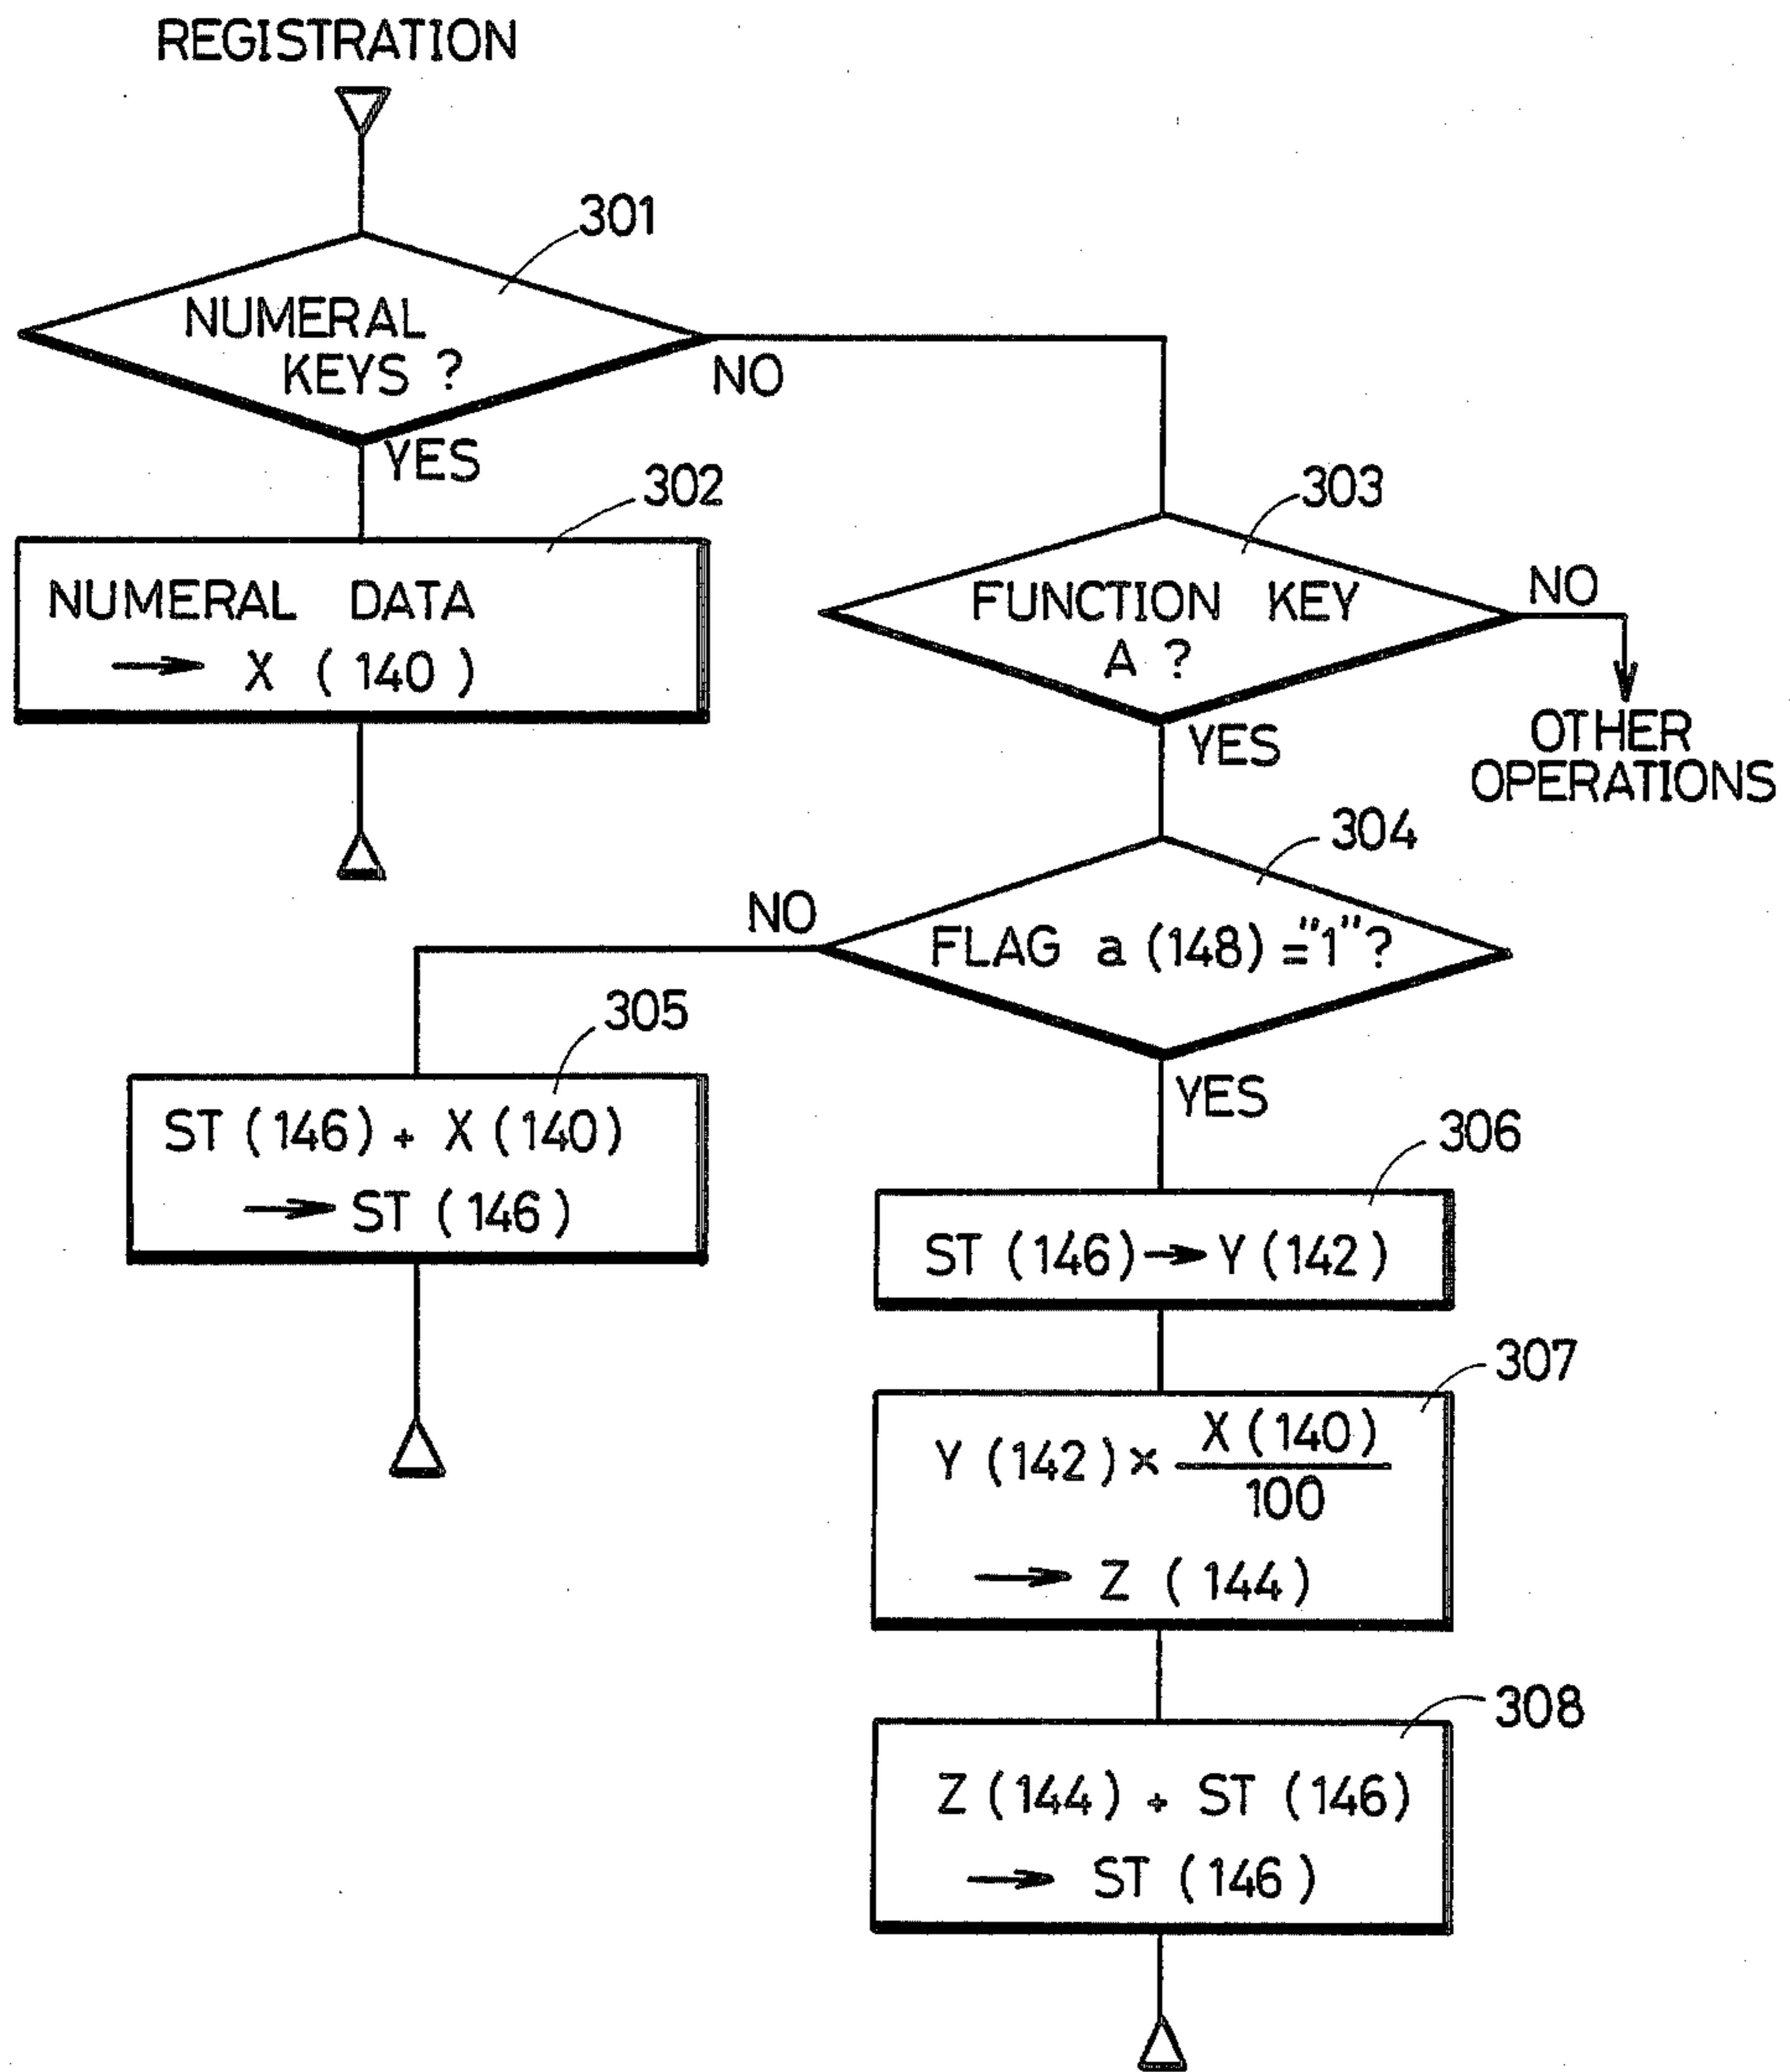 REGISTRATION
301
NUMERAL
KEYS ?
NO
YES
302
NUMERAL DATA
→ X (140)
303
FUNCTION KEY
A ?
NO
OTHER
OPERATIONS
YES
304
FLAG a (148) = "1" ?
NO
305
ST (146) + X (140)
→ ST (146)
YES
306
ST (146) → Y (142)
307
Y (142) × X (140)
100
→ Z (144)
308
Z (144) + ST (146)
→ ST (146)